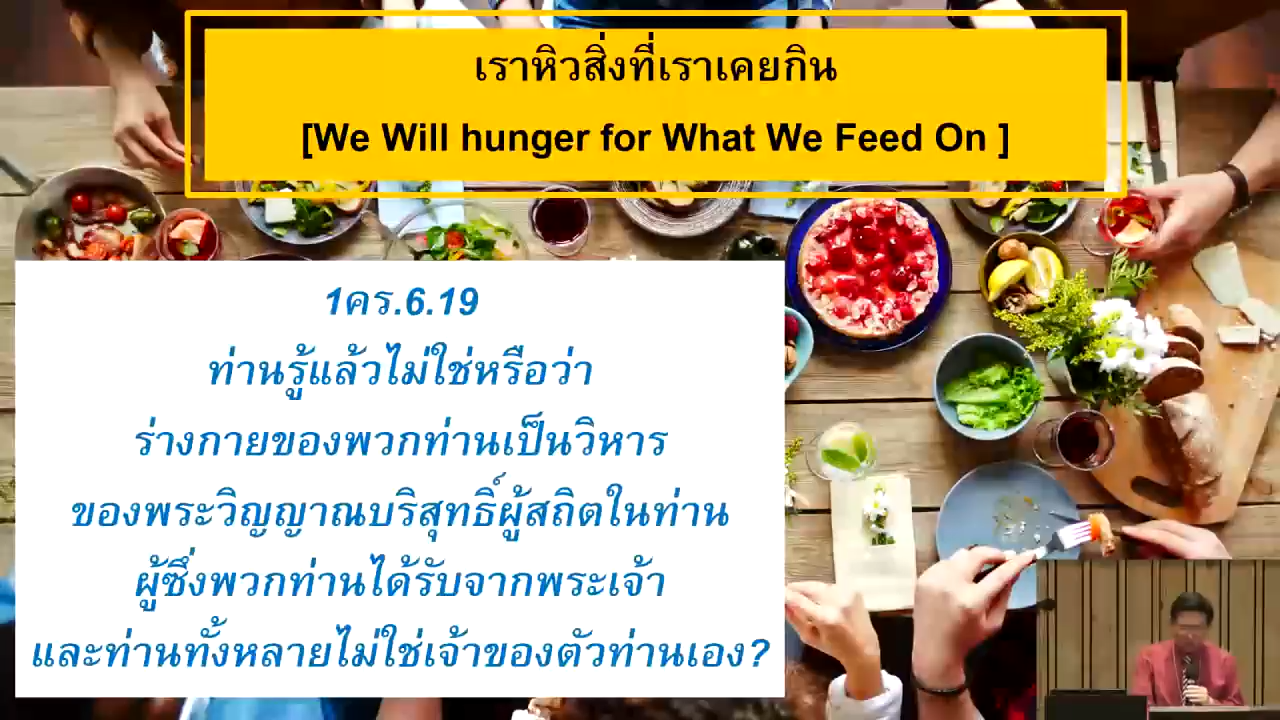 เราหิวสิ่งที่เราเคยกิน
[We Will hunger for What We Feed On ]
1คร.6.19
ท่านรู้แล้วไม่ใช่หรือว่า
ร่างกายของพวกท่านเป็นวิหาร
ของพระวิญญาณบริสุทธิ์ผู้สถิตในท่าน
ผู้ซึ่งพวกท่านได้รับจากพระเจ้า
และท่านทั้งหลายไม่ใช่เจ้าของตัวท่านเอง?